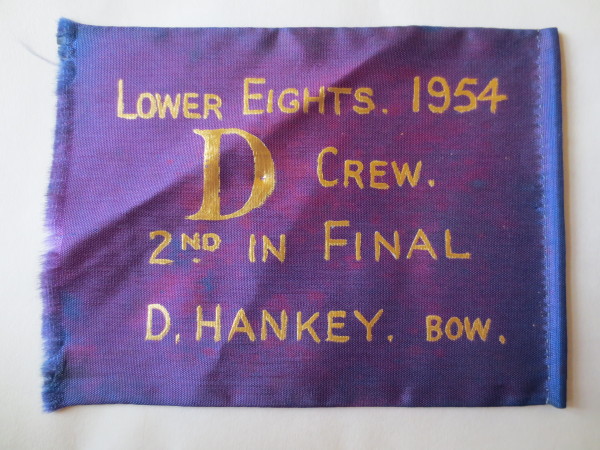 LOWER EIGHTS. 1954
D CREW.
2ND IN FINAL
D. HANKEY. BOW.